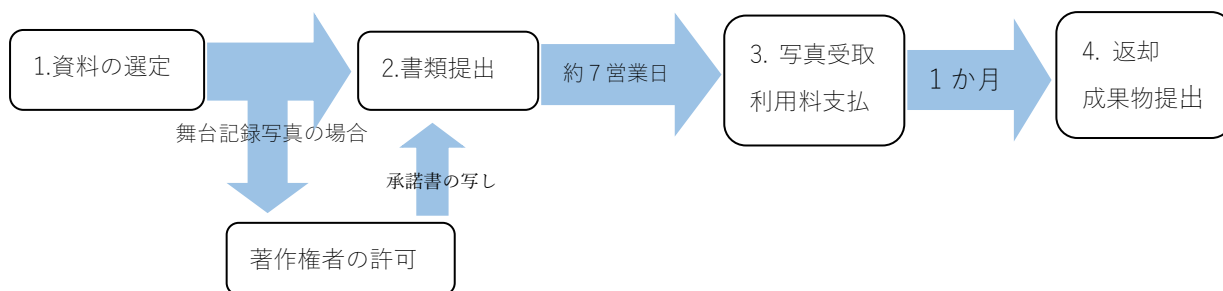 1.資料の選定
2.書類提出
約７営業日
3. 写真受取
利用料支払
１か月
4. 返却
成果物提出
舞台記録写真の場合
承諾書の写し
著作権者の許可